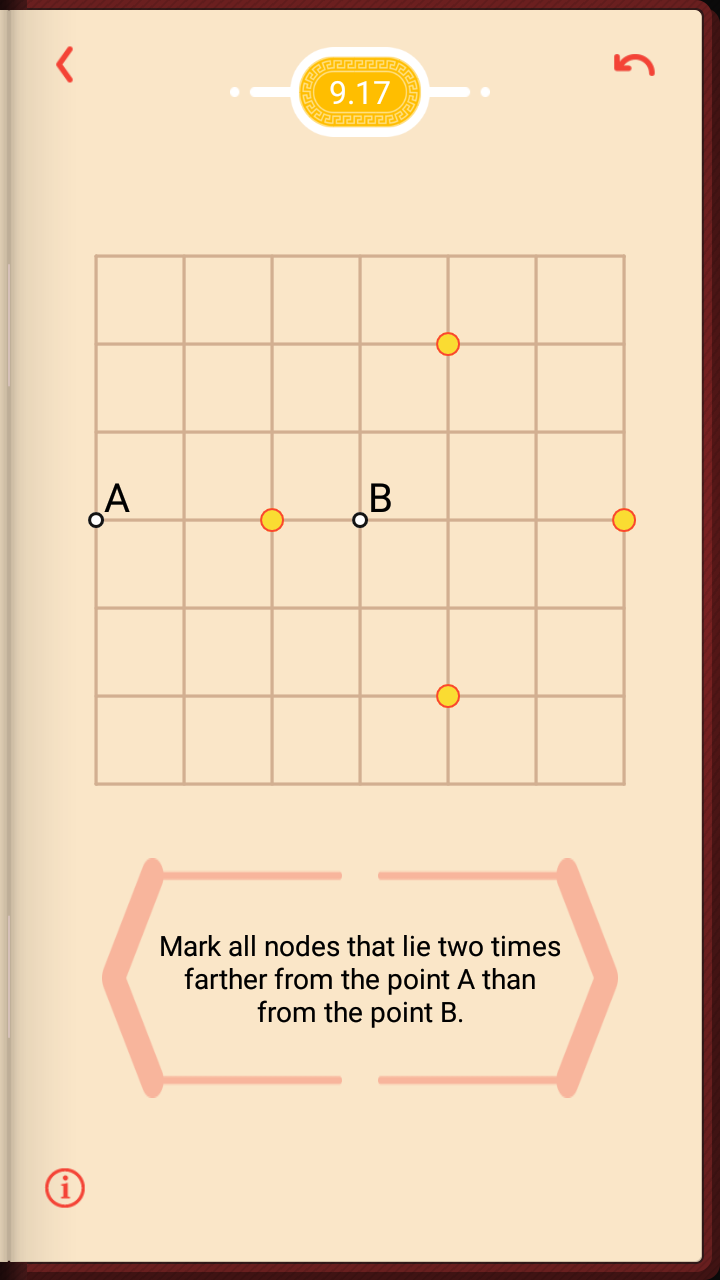 9.17
A
B
Mark all nodes that lie two times
farther from the point A than
from the point B.
i